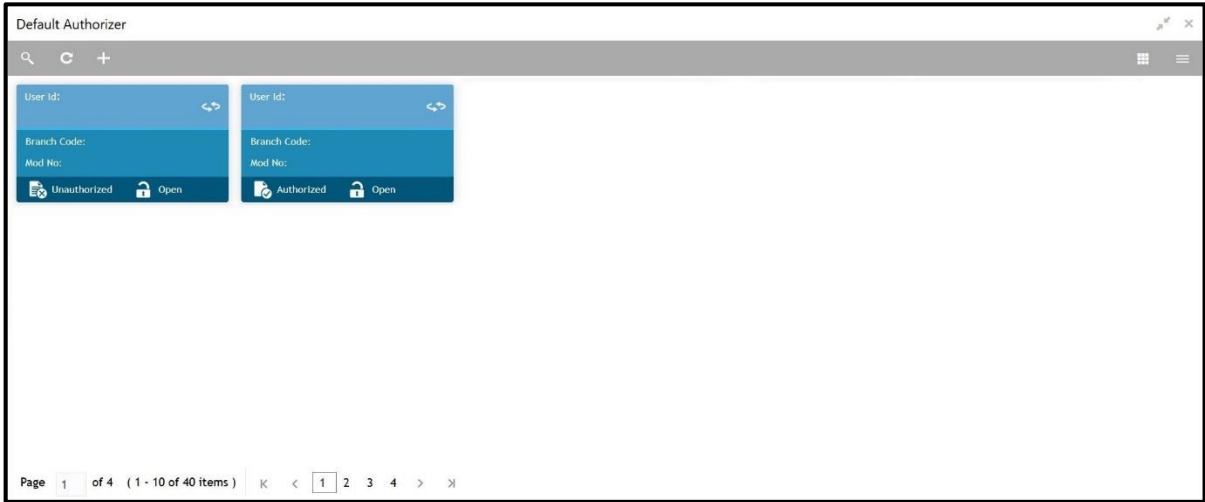 Default Authorizer
User Id: User Id:
Branch Code: Branch Code:
Mod No: Mod No:
Unauthorized Open Authorized Open
Page 1 of 4 ( 1 - 10 of 40 items ) 1 2 3 4